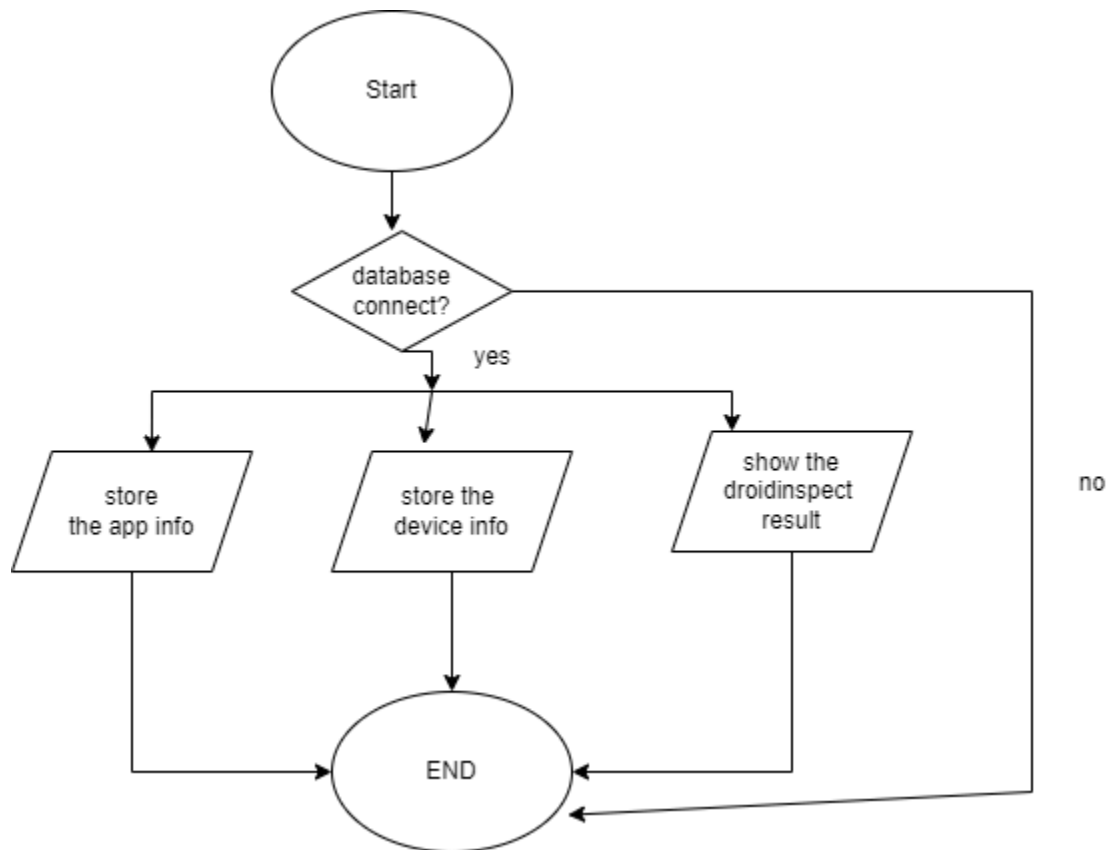 Start
database
connect?
yes
store
the app info
store the
device info
show the
droidinspect
result
no
END